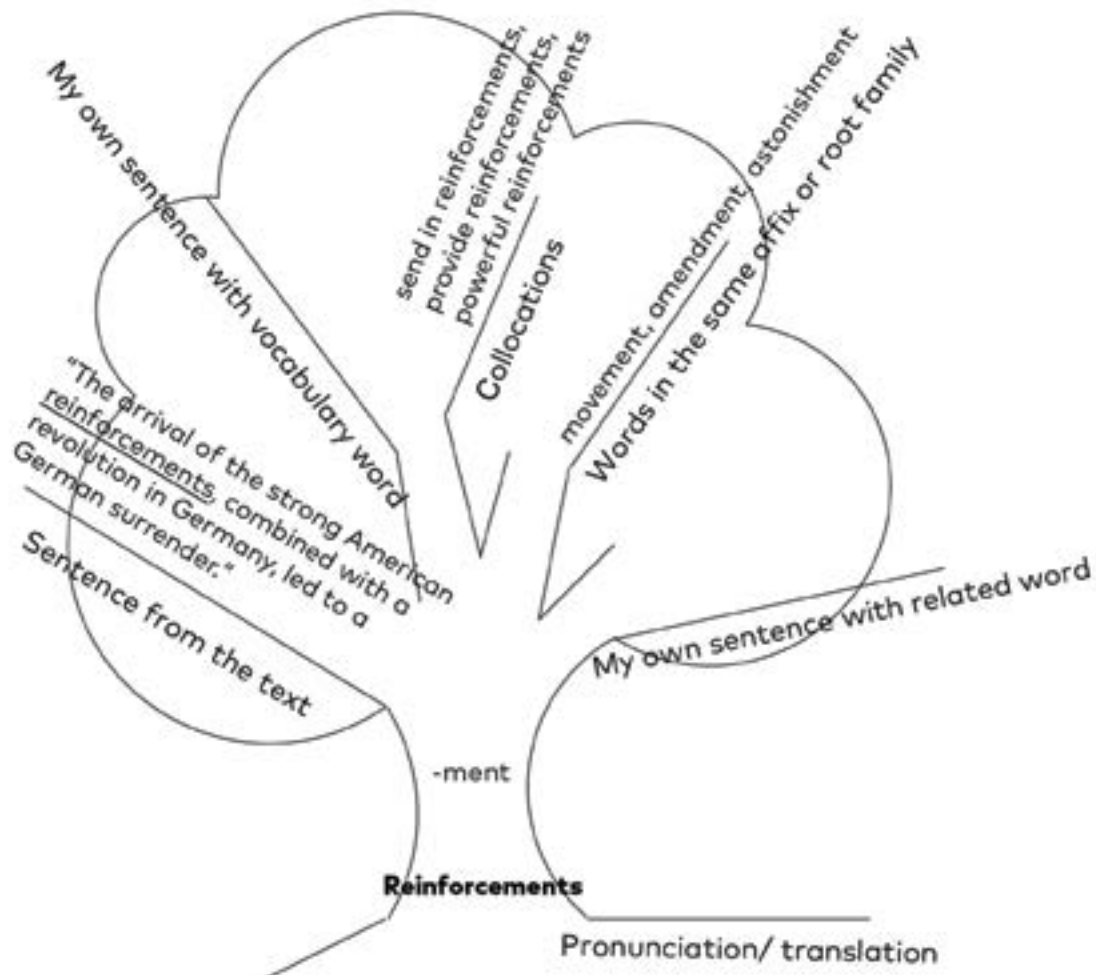 My own sentence with vocabulary word
send in reinforcements,
provide reinforcements,
powerful reinforcements
Collocations
movement, amendment, astonishment
Words in the same affix or root family
"The arrival of the strong American
reinforcements, combined with a
revolution in Germany, led to a
German surrender."
Sentence from the text
My own sentence with related word
-ment
Reinforcements
Pronunciation/ translation